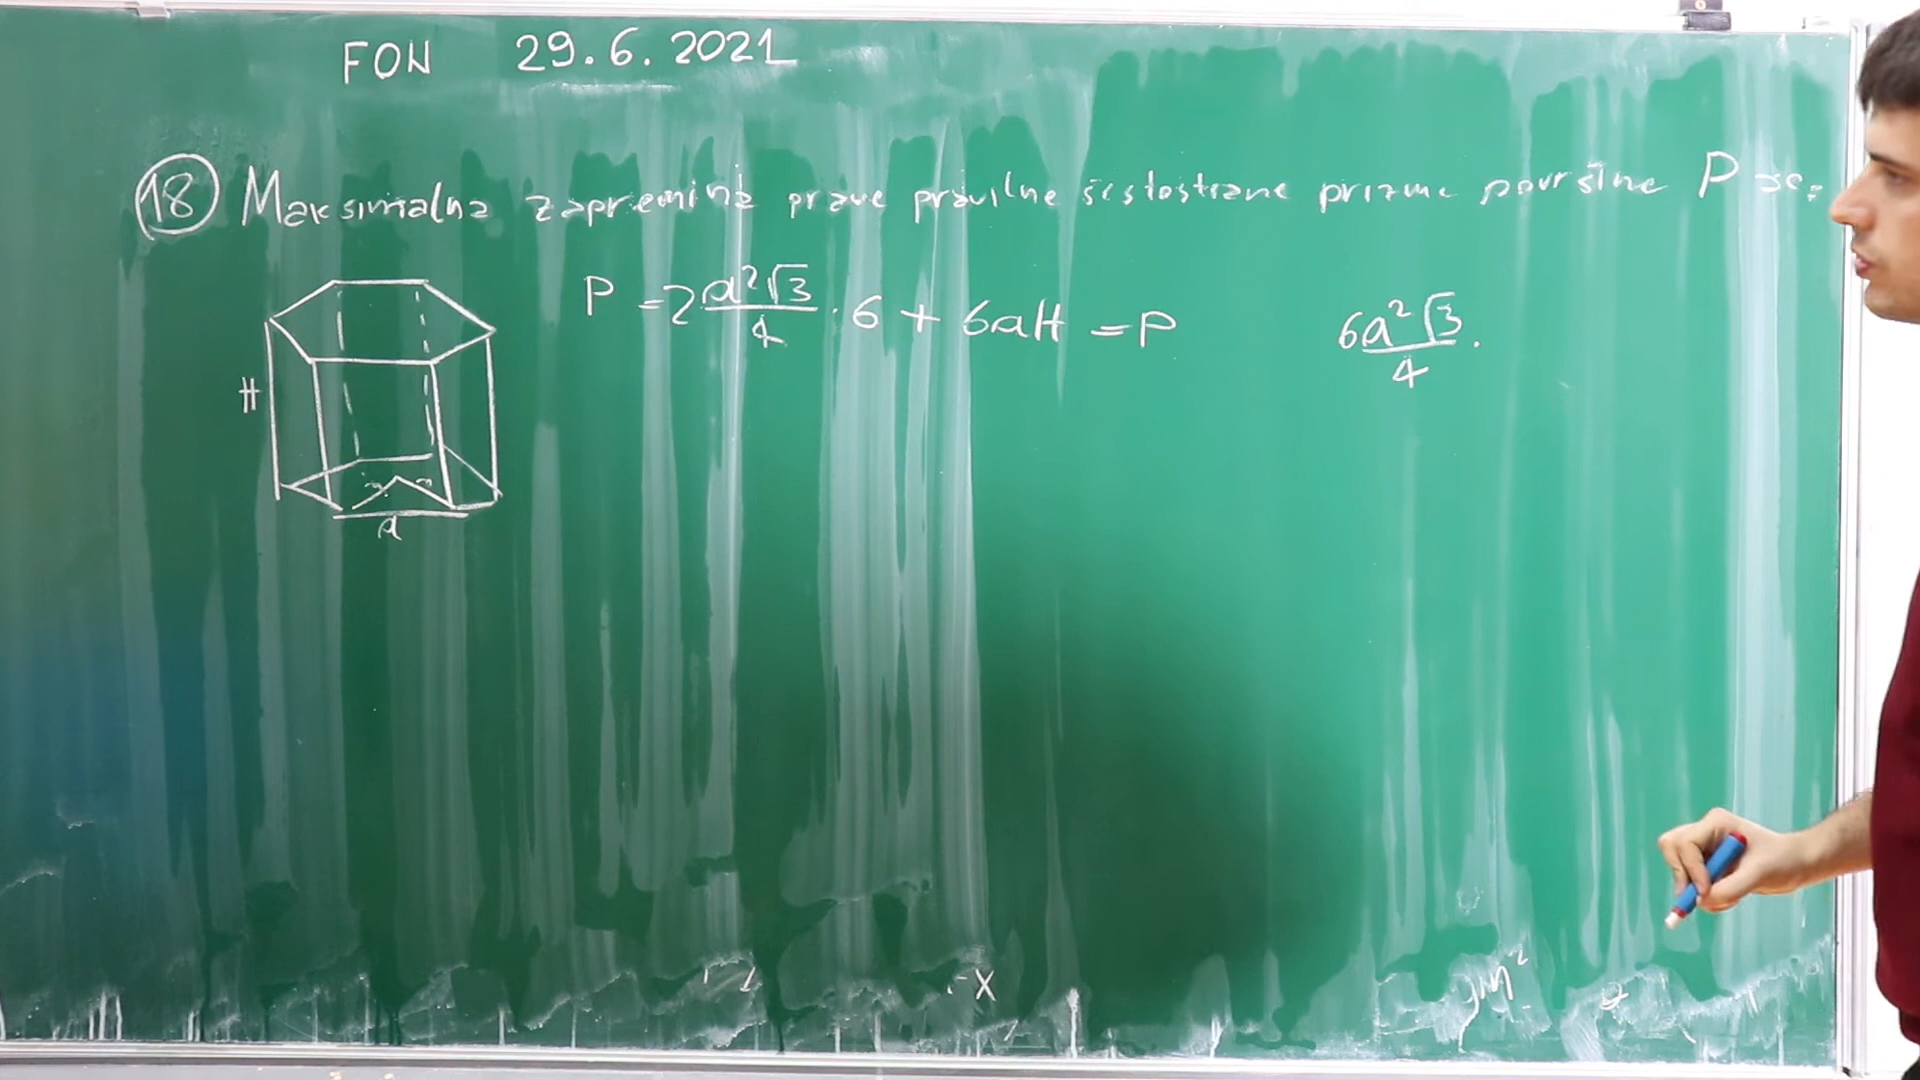 FON 29.6.2021
18 Maksimalna zapremina prave pravilne šestostrane prizme površine P je:
P = 2 a²√3/4 · 6 + 6aH = P
6a²√3/4 ·
H
a